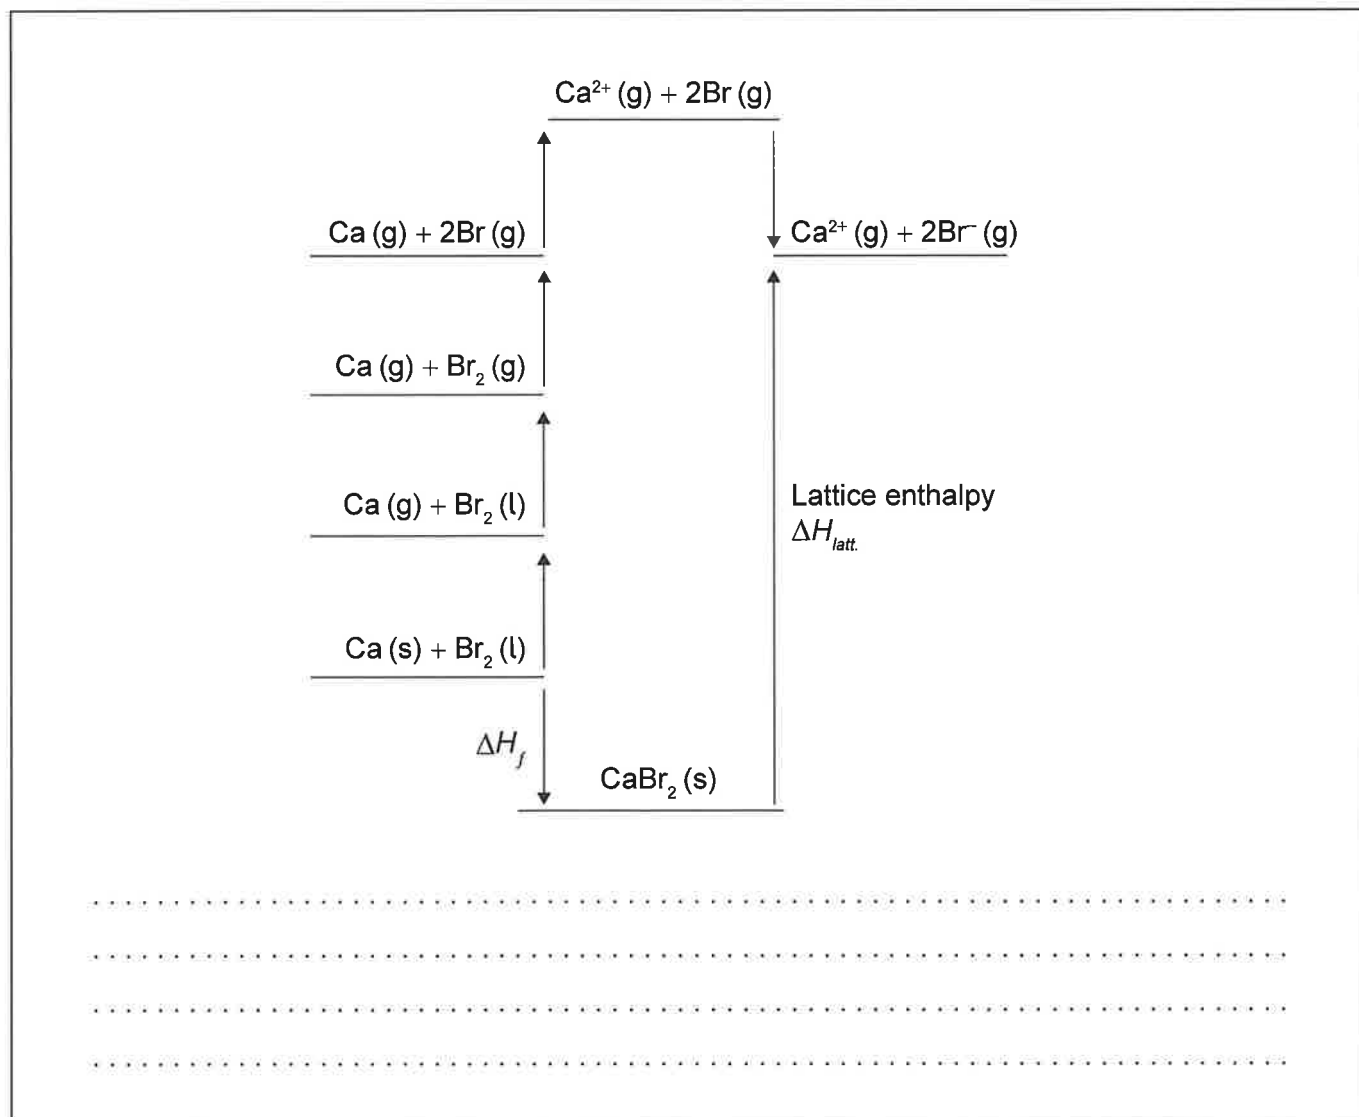 Ca²⁺ (g) + 2Br (g)
Ca (g) + 2Br (g)
Ca²⁺ (g) + 2Br⁻ (g)
Ca (g) + Br₂ (g)
Ca (g) + Br₂ (l)
Lattice enthalpy
ΔH_latt.
Ca (s) + Br₂ (l)
ΔH_f
CaBr₂ (s)